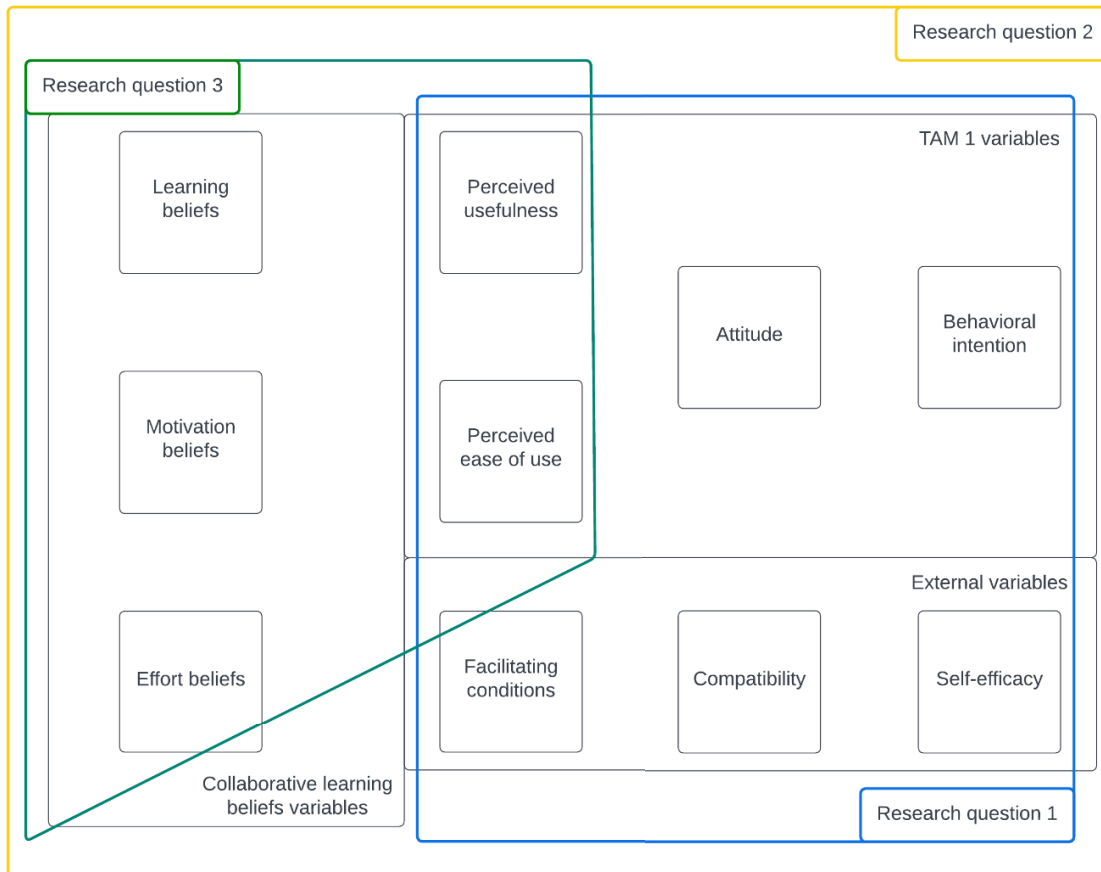 Research question 2
Research question 3
TAM 1 variables
Learning
beliefs
Perceived
usefulness
Attitude
Behavioral
intention
Motivation
beliefs
Perceived
ease of use
External variables
Effort beliefs
Facilitating
conditions
Compatibility
Self-efficacy
Collaborative learning
beliefs variables
Research question 1